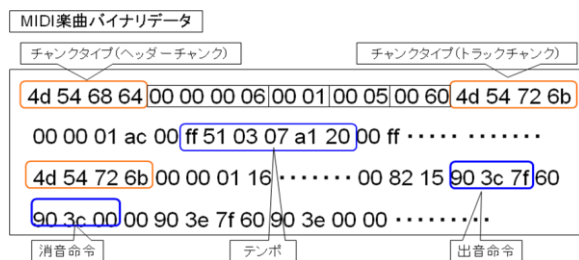 MIDI楽曲バイナリデータ
チャンクタイプ(ヘッダーチャンク) チャンクタイプ(トラックチャンク)
4d 54 68 64 00 00 00 06 00 01 00 05 00 60 4d 54 72 6b
00 00 01 ac 00 ff 51 03 07 a1 20 00 ff ····· ·······
4d 54 72 6b 00 00 01 16 ········ 00 82 15 90 3c 7f 60
90 3c 00 00 90 3e 7f 60 90 3e 00 00 ·········
消音命令 テンポ 出音命令